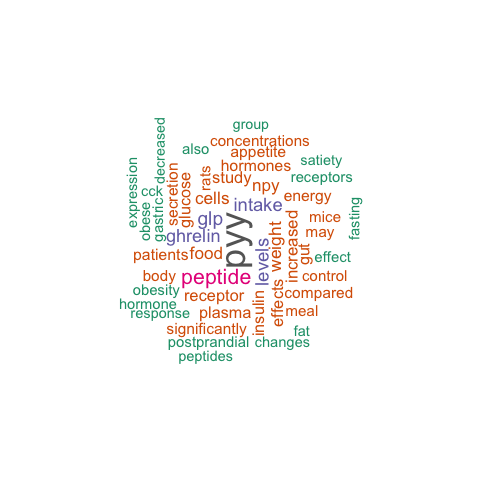 group
concentrations
also
appetite
decreased
satiety
hormones
receptors
expression
cck
secretion
glucose
rats
study
npy
energy
obese
gastric
cells
intake
mice
fasting
glp
pyy
may
ghrelin
levels
weight
increased
gut
patients
food
effect
body
peptide
control
obesity
receptor
insulin
effects
compared
hormone
response
plasma
meal
significantly
fat
postprandial
changes
peptides